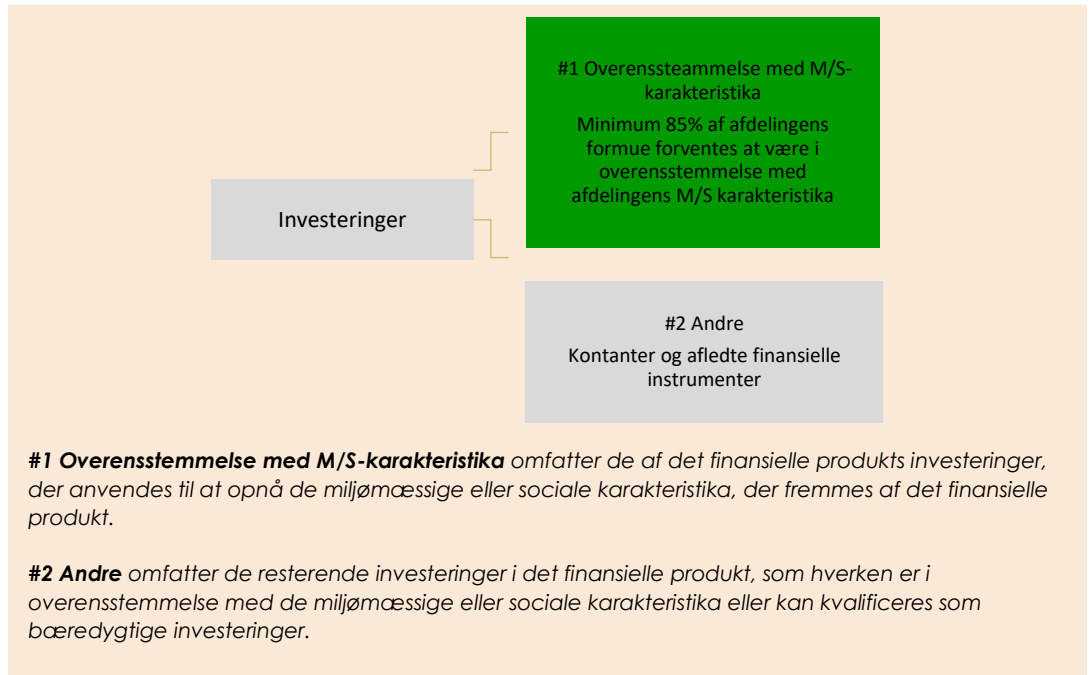 #1 Overenssteammelse med M/S-
karakteristika
Minimum 85% af afdelingens
formue forventes at være i
overensstemmelse med
afdelingens M/S karakteristika
Investeringer
#2 Andre
Kontanter og afledte finansielle
instrumenter
#1 Overensstemmelse med M/S-karakteristika omfatter de af det finansielle produkts investeringer,
der anvendes til at opnå de miljømæssige eller sociale karakteristika, der fremmes af det finansielle
produkt.
#2 Andre omfatter de resterende investeringer i det finansielle produkt, som hverken er i
overensstemmelse med de miljømæssige eller sociale karakteristika eller kan kvalificeres som
bæredygtige investeringer.